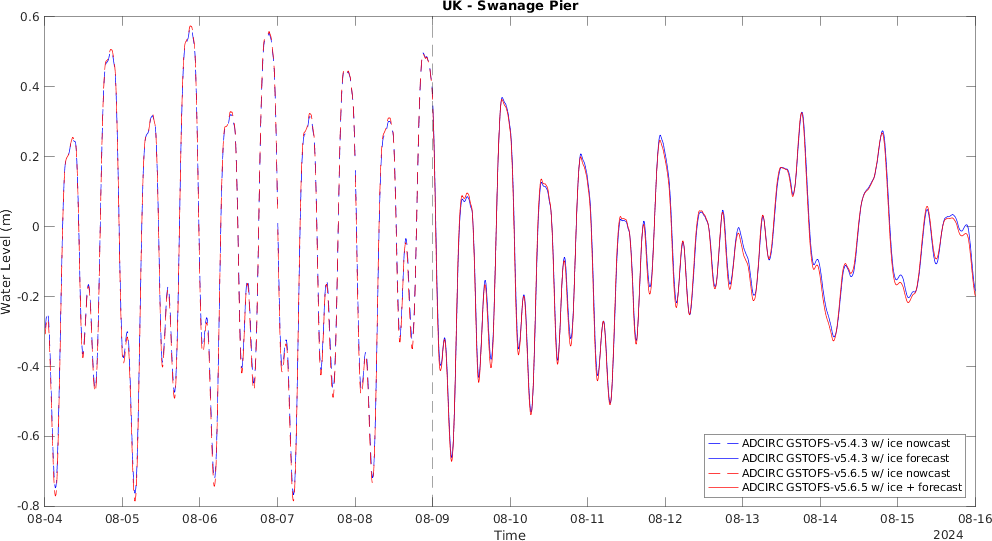 UK - Swanage Pier
0.6
0.4
0.2
0
-0.2
-0.4
-0.6
-0.8
Water Level (m)
ADCIRC GSTOFS-v5.4.3 w/ ice nowcast
ADCIRC GSTOFS-v5.4.3 w/ ice forecast
ADCIRC GSTOFS-v5.6.5 w/ ice nowcast
ADCIRC GSTOFS-v5.6.5 w/ ice + forecast
08-04 08-05 08-06 08-07 08-08 08-09 08-10 08-11 08-12 08-13 08-14 08-15 08-16
Time
2024